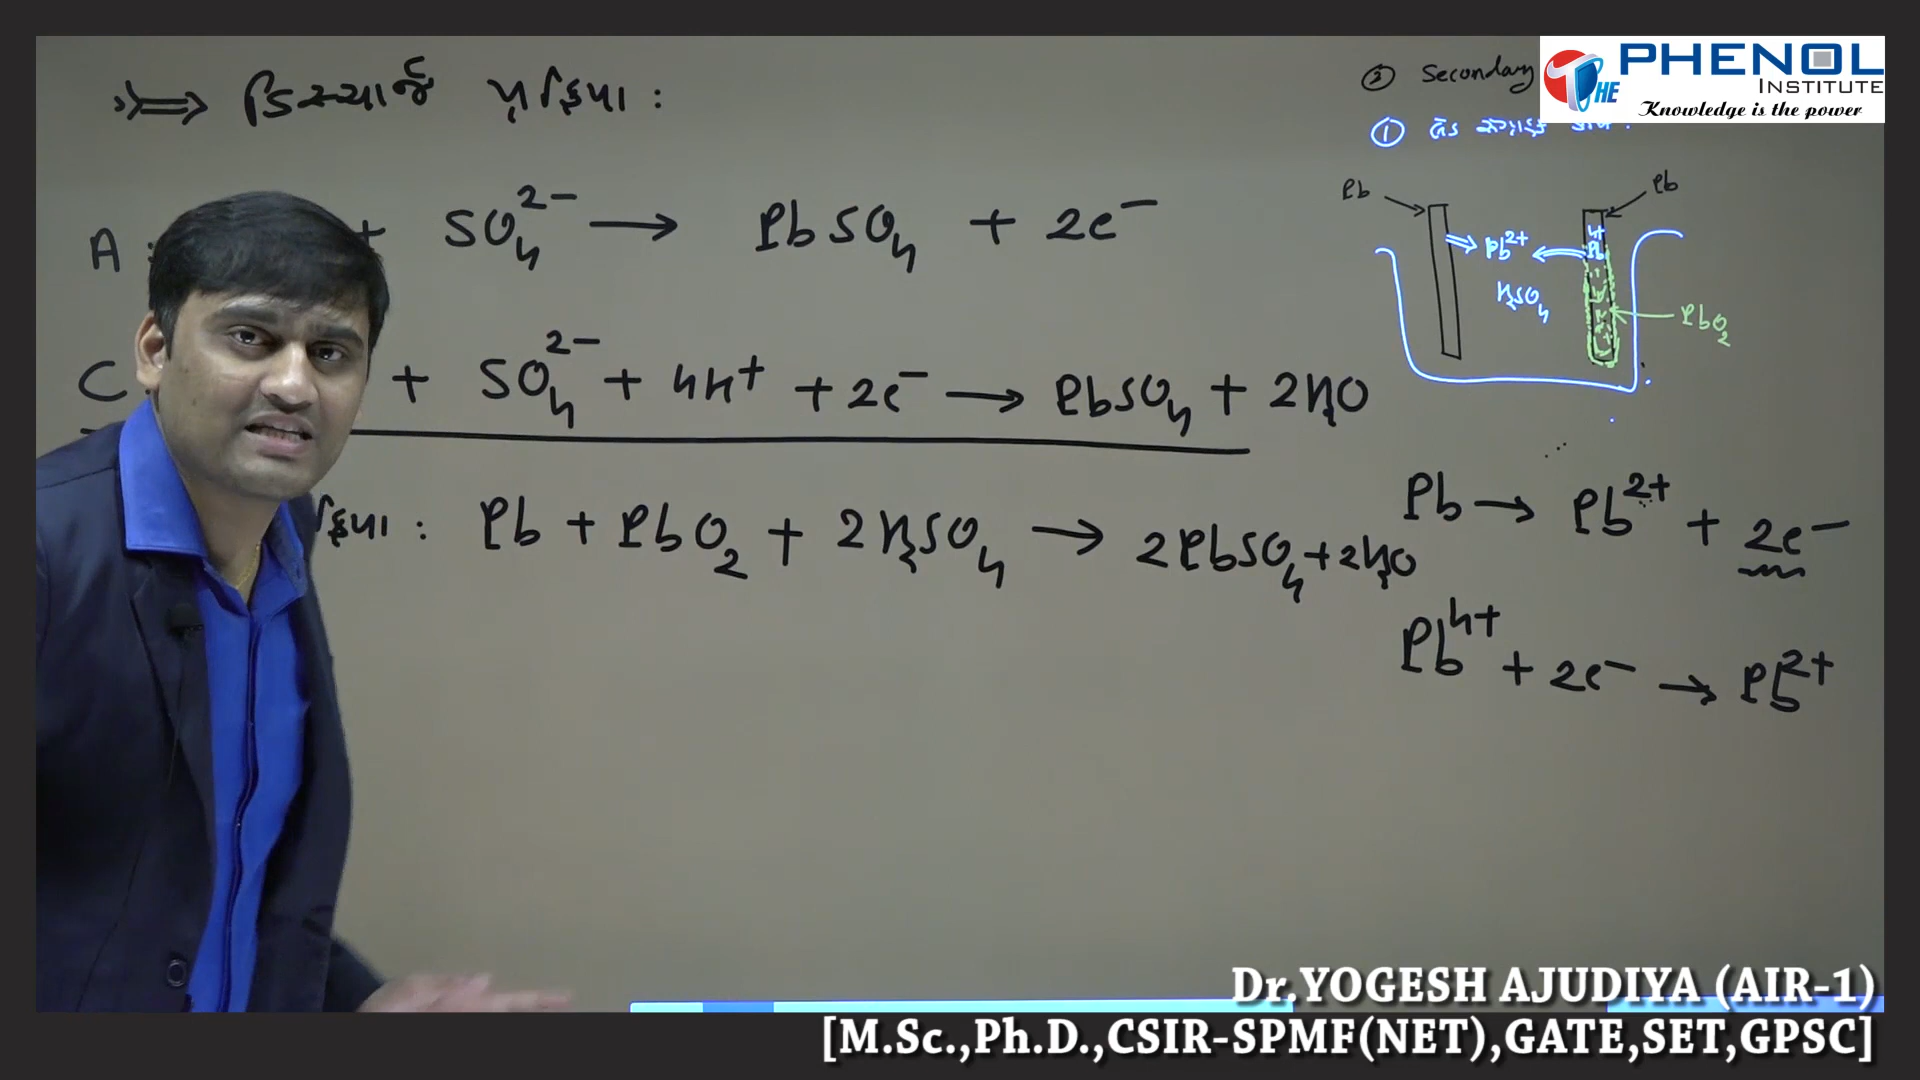 ⇒ ડિસ્ચાર્જ પ્રક્રિયા :
② Secondary
THE PHENOL
INSTITUTE
Knowledge is the power
①
A : + SO₄²⁻ → PbSO₄ + 2e⁻
C + SO₄²⁻ + 4H⁺ + 2e⁻ → PbSO₄ + 2H₂O
ક્રિયા : Pb + PbO₂ + 2H₂SO₄ → 2PbSO₄ + 2H₂O
Pb
Pb
4+
Pb
Pb²⁺
H₂SO₄
PbO₂
Pb → Pb²⁺ + 2e⁻
Pb⁴⁺ + 2e⁻ → Pb²⁺
Dr.YOGESH AJUDIYA (AIR-1)
[M.Sc.,Ph.D.,CSIR-SPMF(NET),GATE,SET,GPSC]